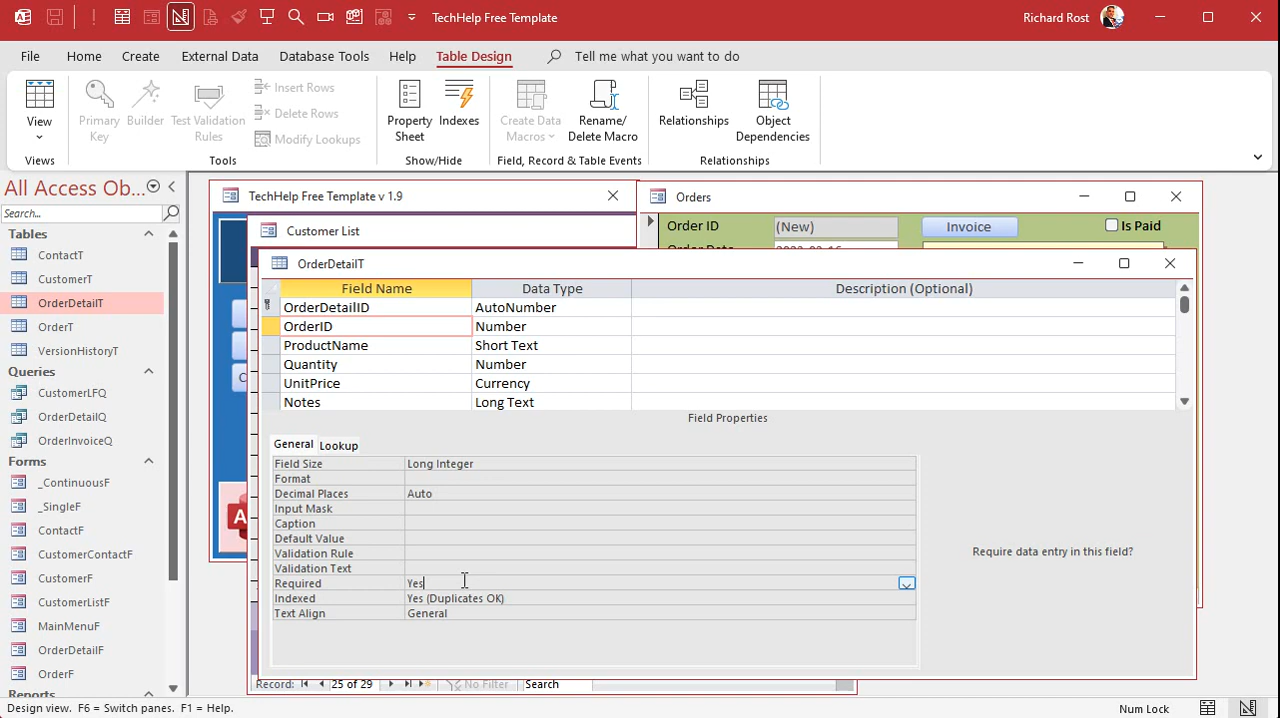 TechHelp Free Template
Richard Rost
File Home Create External Data Database Tools Help Table Design Tell me what you want to do
View
Primary Key
Builder
Test Validation Rules
Insert Rows
Delete Rows
Modify Lookups
Property Sheet
Indexes
Create Data Macros
Rename/ Delete Macro
Relationships
Object Dependencies
Views
Tools
Show/Hide
Field, Record & Table Events
Relationships
All Access Ob...
Search...
Tables
ContactT
CustomerT
OrderDetailT
OrderT
VersionHistoryT
Queries
CustomerLFQ
OrderDetailQ
OrderInvoiceQ
Forms
_ContinuousF
_SingleF
ContactF
CustomerContactF
CustomerF
CustomerListF
MainMenuF
OrderDetailF
OrderF
TechHelp Free Template v 1.9
Customer List
C
A
Orders
Order ID (New) Invoice Is Paid
OrderDetailT
Field Name Data Type Description (Optional)
OrderDetailID AutoNumber
OrderID Number
ProductName Short Text
Quantity Number
UnitPrice Currency
Notes Long Text
Field Properties
General Lookup
Field Size Long Integer
Format
Decimal Places Auto
Input Mask
Caption
Default Value
Validation Rule
Validation Text
Required Yes
Indexed Yes (Duplicates OK)
Text Align General
Require data entry in this field?
Record: 25 of 29 No Filter Search
Design view. F6 = Switch panes. F1 = Help.
Num Lock